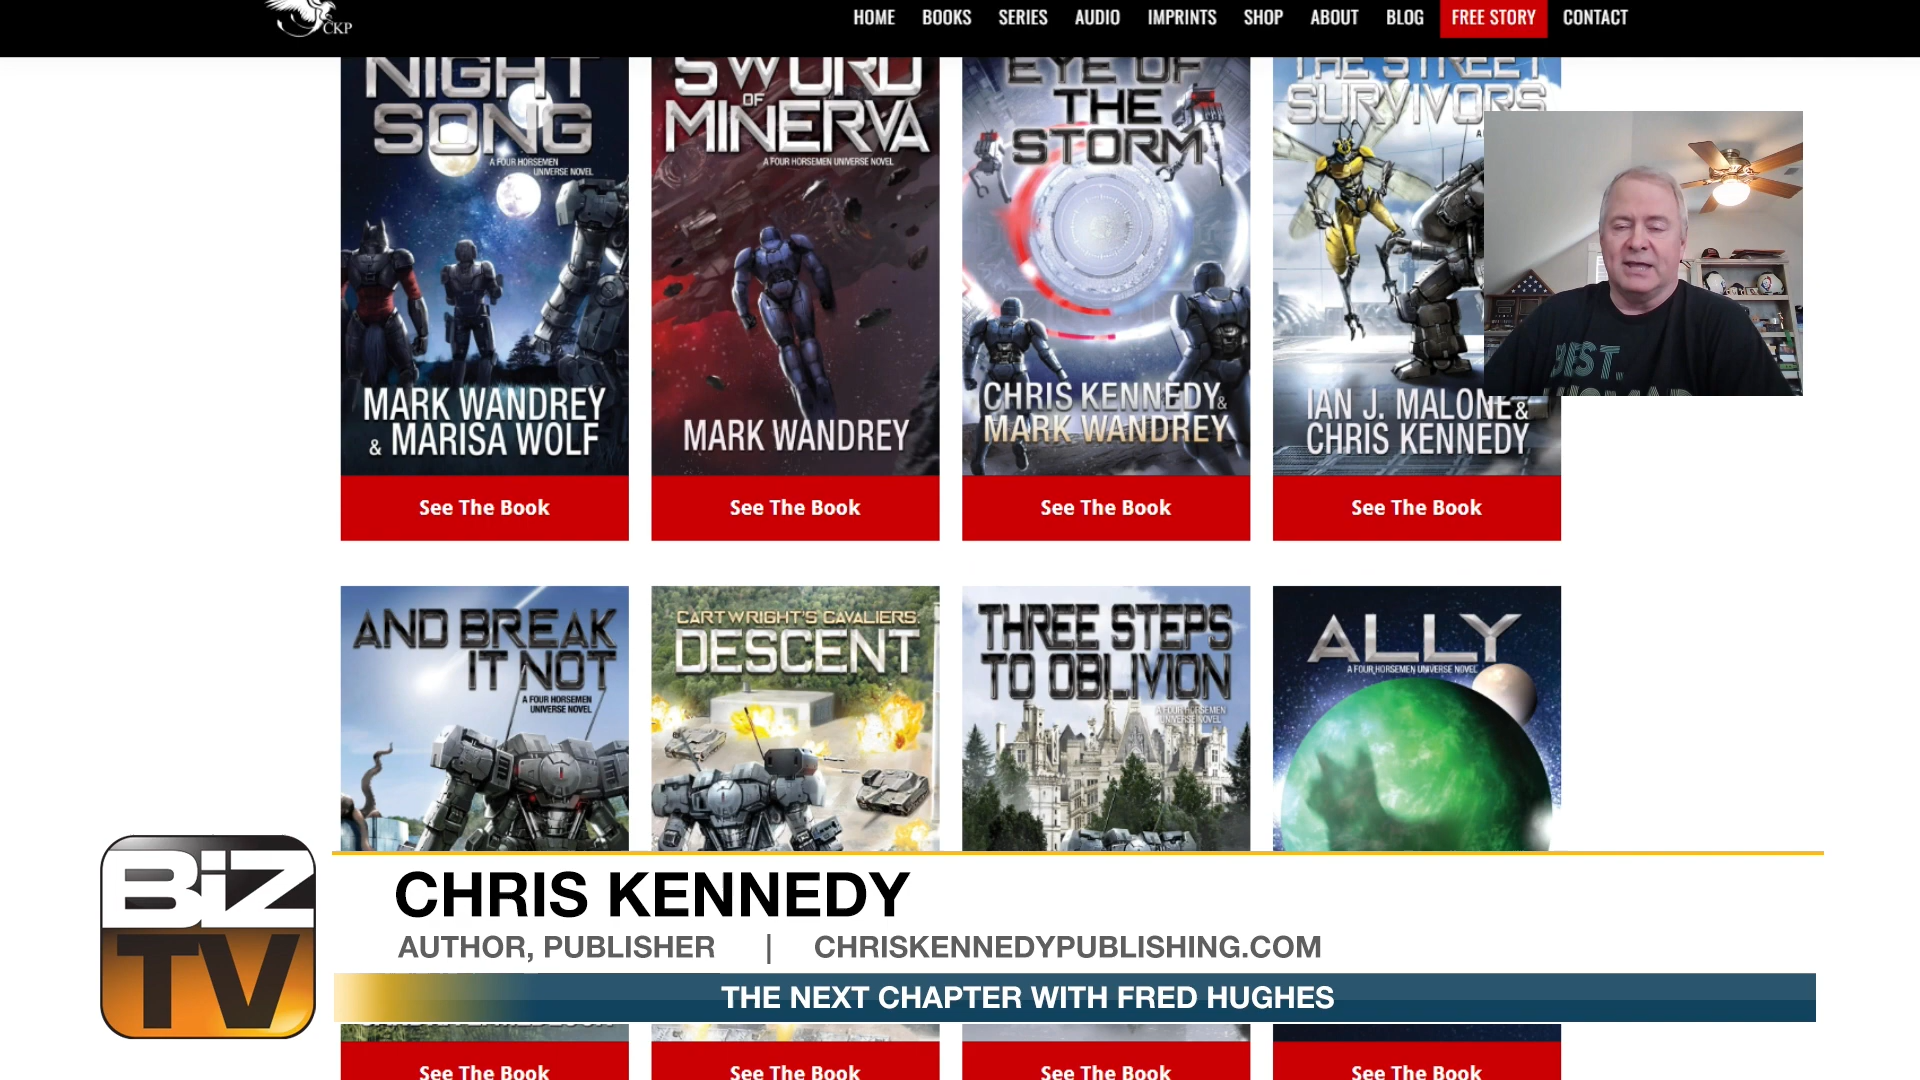 CKP
HOME BOOKS SERIES AUDIO IMPRINTS SHOP ABOUT BLOG FREE STORY CONTACT
NIGHT
SONG
A FOUR HORSEMEN
UNIVERSE NOVEL
MARK WANDREY
& MARISA WOLF
See The Book
SWORD
OF
MINERVA
A FOUR HORSEMEN UNIVERSE NOVEL
MARK WANDREY
See The Book
EYE OF
THE
STORM
CHRIS KENNEDY &
MARK WANDREY
See The Book
THE STREET
SURVIVORS
IAN J. MALONE &
CHRIS KENNEDY
See The Book
AND BREAK
IT NOT
A FOUR HORSEMEN
UNIVERSE NOVEL
CARTWRIGHT'S CAVALIERS:
DESCENT
THREE STEPS
TO OBLIVION
A FOUR HORSEMEN
UNIVERSE NOVEL
ALLY
A FOUR HORSEMEN UNIVERSE NOVEL
BiZ
TV
CHRIS KENNEDY
AUTHOR, PUBLISHER | CHRISKENNEDYPUBLISHING.COM
THE NEXT CHAPTER WITH FRED HUGHES
See The Book
See The Book
See The Book
See The Book